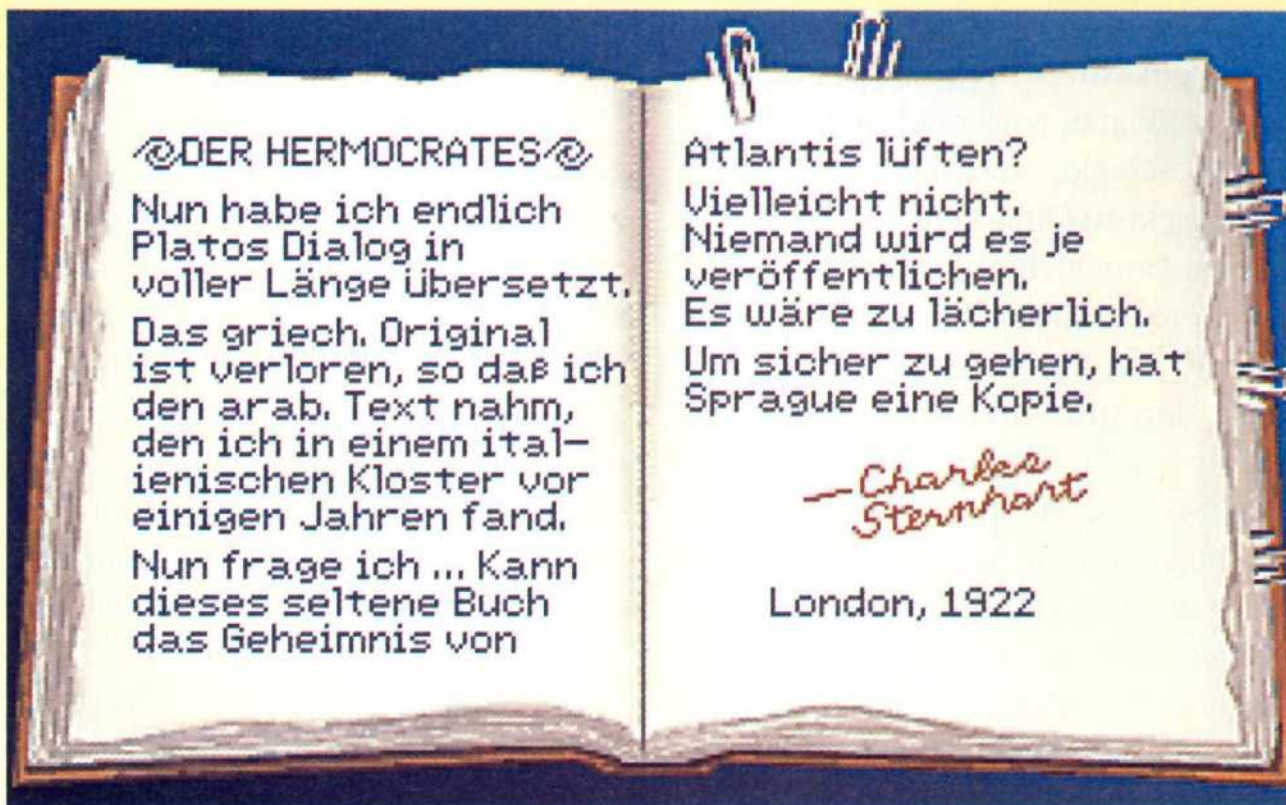 DER HERMOCRATES
Nun habe ich endlich
Platos Dialog in
voller Länge übersetzt.
Das griech. Original
ist verloren, so daß ich
den arab. Text nahm,
den ich in einem ital–
ienischen Kloster vor
einigen Jahren fand.
Nun frage ich ... Kann
dieses seltene Buch
das Geheimnis von
Atlantis lüften?
Vielleicht nicht.
Niemand wird es je
veröffentlichen.
Es wäre zu lächerlich.
Um sicher zu gehen, hat
Sprague eine Kopie.
—Charles
Sternhart
London, 1922